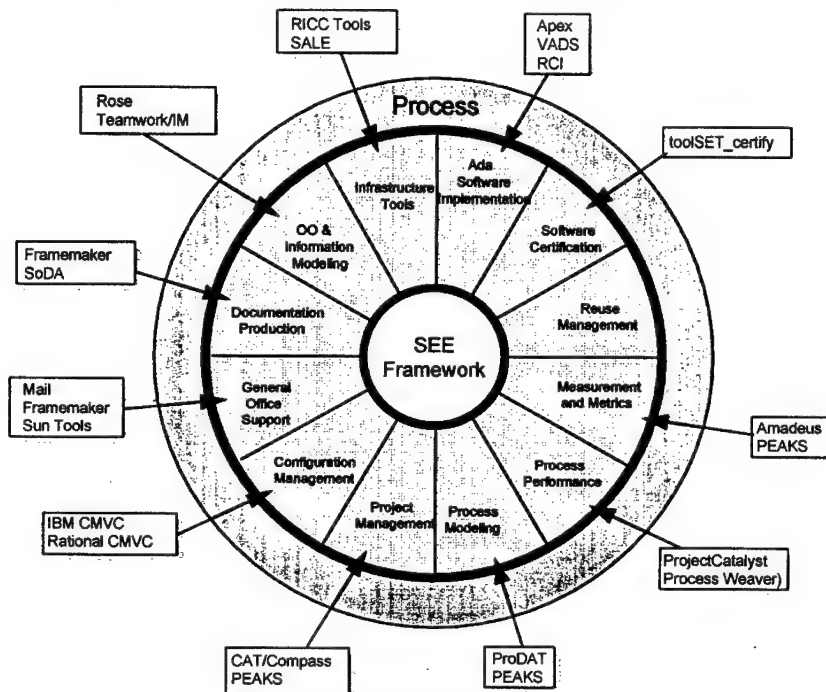 RICC Tools
SALE
Apex
VADS
RCI
Rose
Teamwork/IM
Process
toolSET_certify
Infrastructure
Tools
Ada
Software
Implementation
OO &
Information
Modeling
Software
Certification
Framemaker
SoDA
Documentation
Production
Reuse
Management
SEE
Framework
Mail
Framemaker
Sun Tools
General
Office
Support
Measurement
and Metrics
Amadeus
PEAKS
Configuration
Management
Process
Performance
Project
Management
Process
Modeling
IBM CMVC
Rational CMVC
ProjectCatalyst
Process Weaver)
CAT/Compass
PEAKS
ProDAT
PEAKS